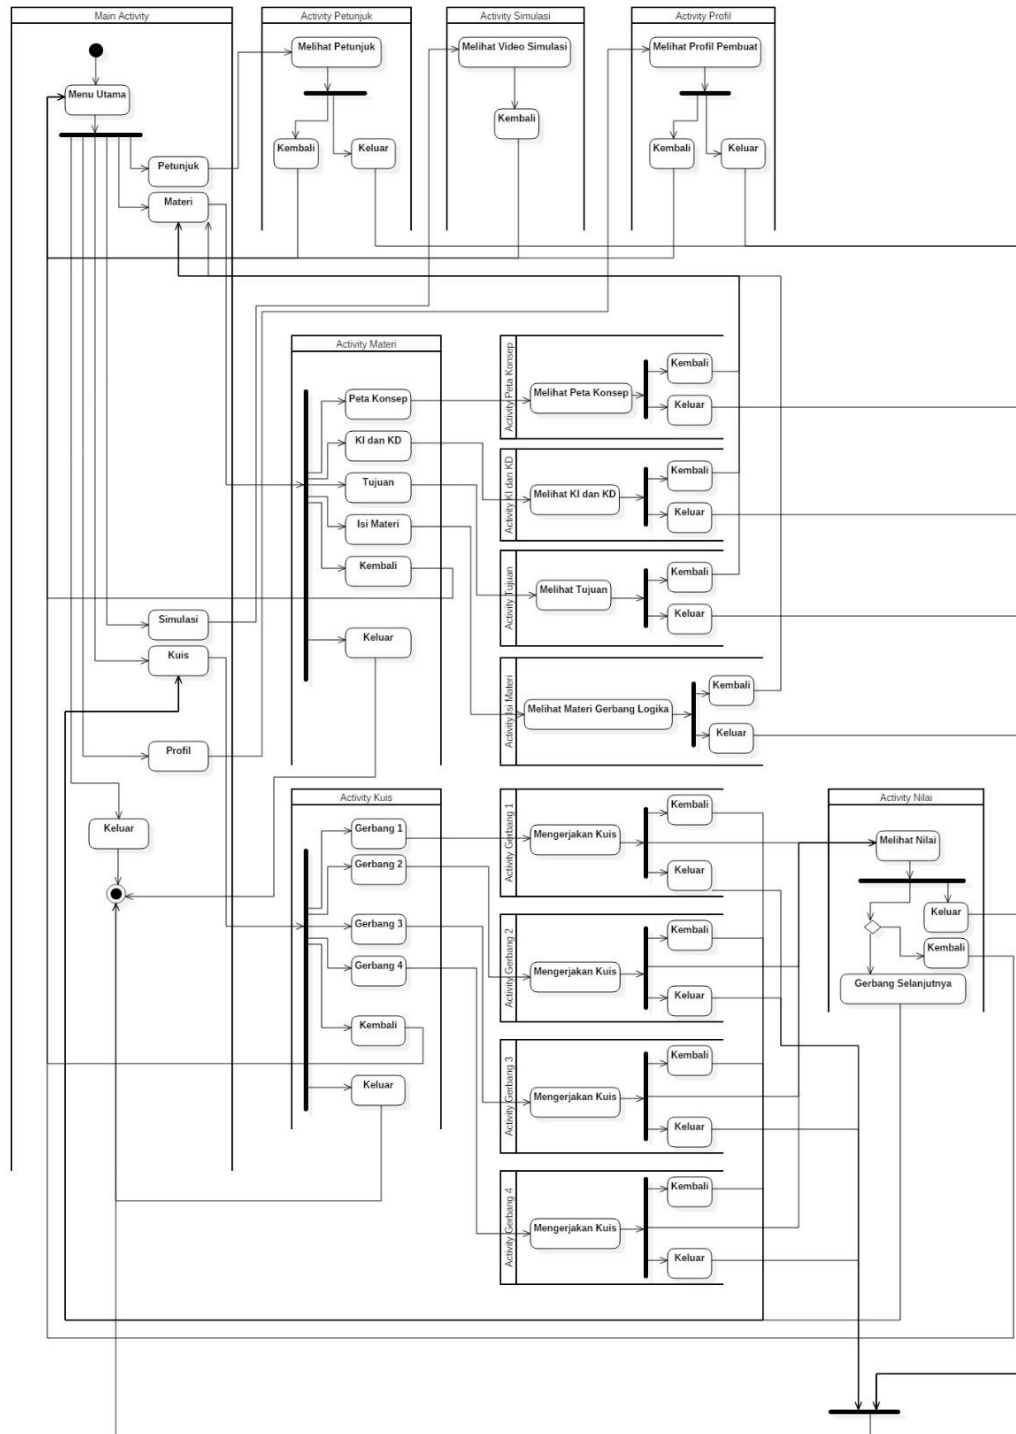 Main Activity
Menu Utama
Petunjuk
Materi
Simulasi
Kuis
Profil
Keluar
Activity Petunjuk
Melihat Petunjuk
Kembali
Keluar
Activity Simulasi
Melihat Video Simulasi
Kembali
Activity Profil
Melihat Profil Pembuat
Kembali
Keluar
Activity Materi
Peta Konsep
KI dan KD
Tujuan
Isi Materi
Kembali
Keluar
Activity Peta Konsep
Melihat Peta Konsep
Kembali
Keluar
Activity KI dan KD
Melihat KI dan KD
Kembali
Keluar
Activity Tujuan
Melihat Tujuan
Kembali
Keluar
Activity Isi Materi
Melihat Materi Gerbang Logika
Kembali
Keluar
Activity Kuis
Gerbang 1
Gerbang 2
Gerbang 3
Gerbang 4
Kembali
Keluar
Activity Gerbang 1
Mengerjakan Kuis
Kembali
Keluar
Activity Gerbang 2
Mengerjakan Kuis
Kembali
Keluar
Activity Gerbang 3
Mengerjakan Kuis
Kembali
Keluar
Activity Gerbang 4
Mengerjakan Kuis
Kembali
Keluar
Activity Nilai
Melihat Nilai
Keluar
Kembali
Gerbang Selanjutnya